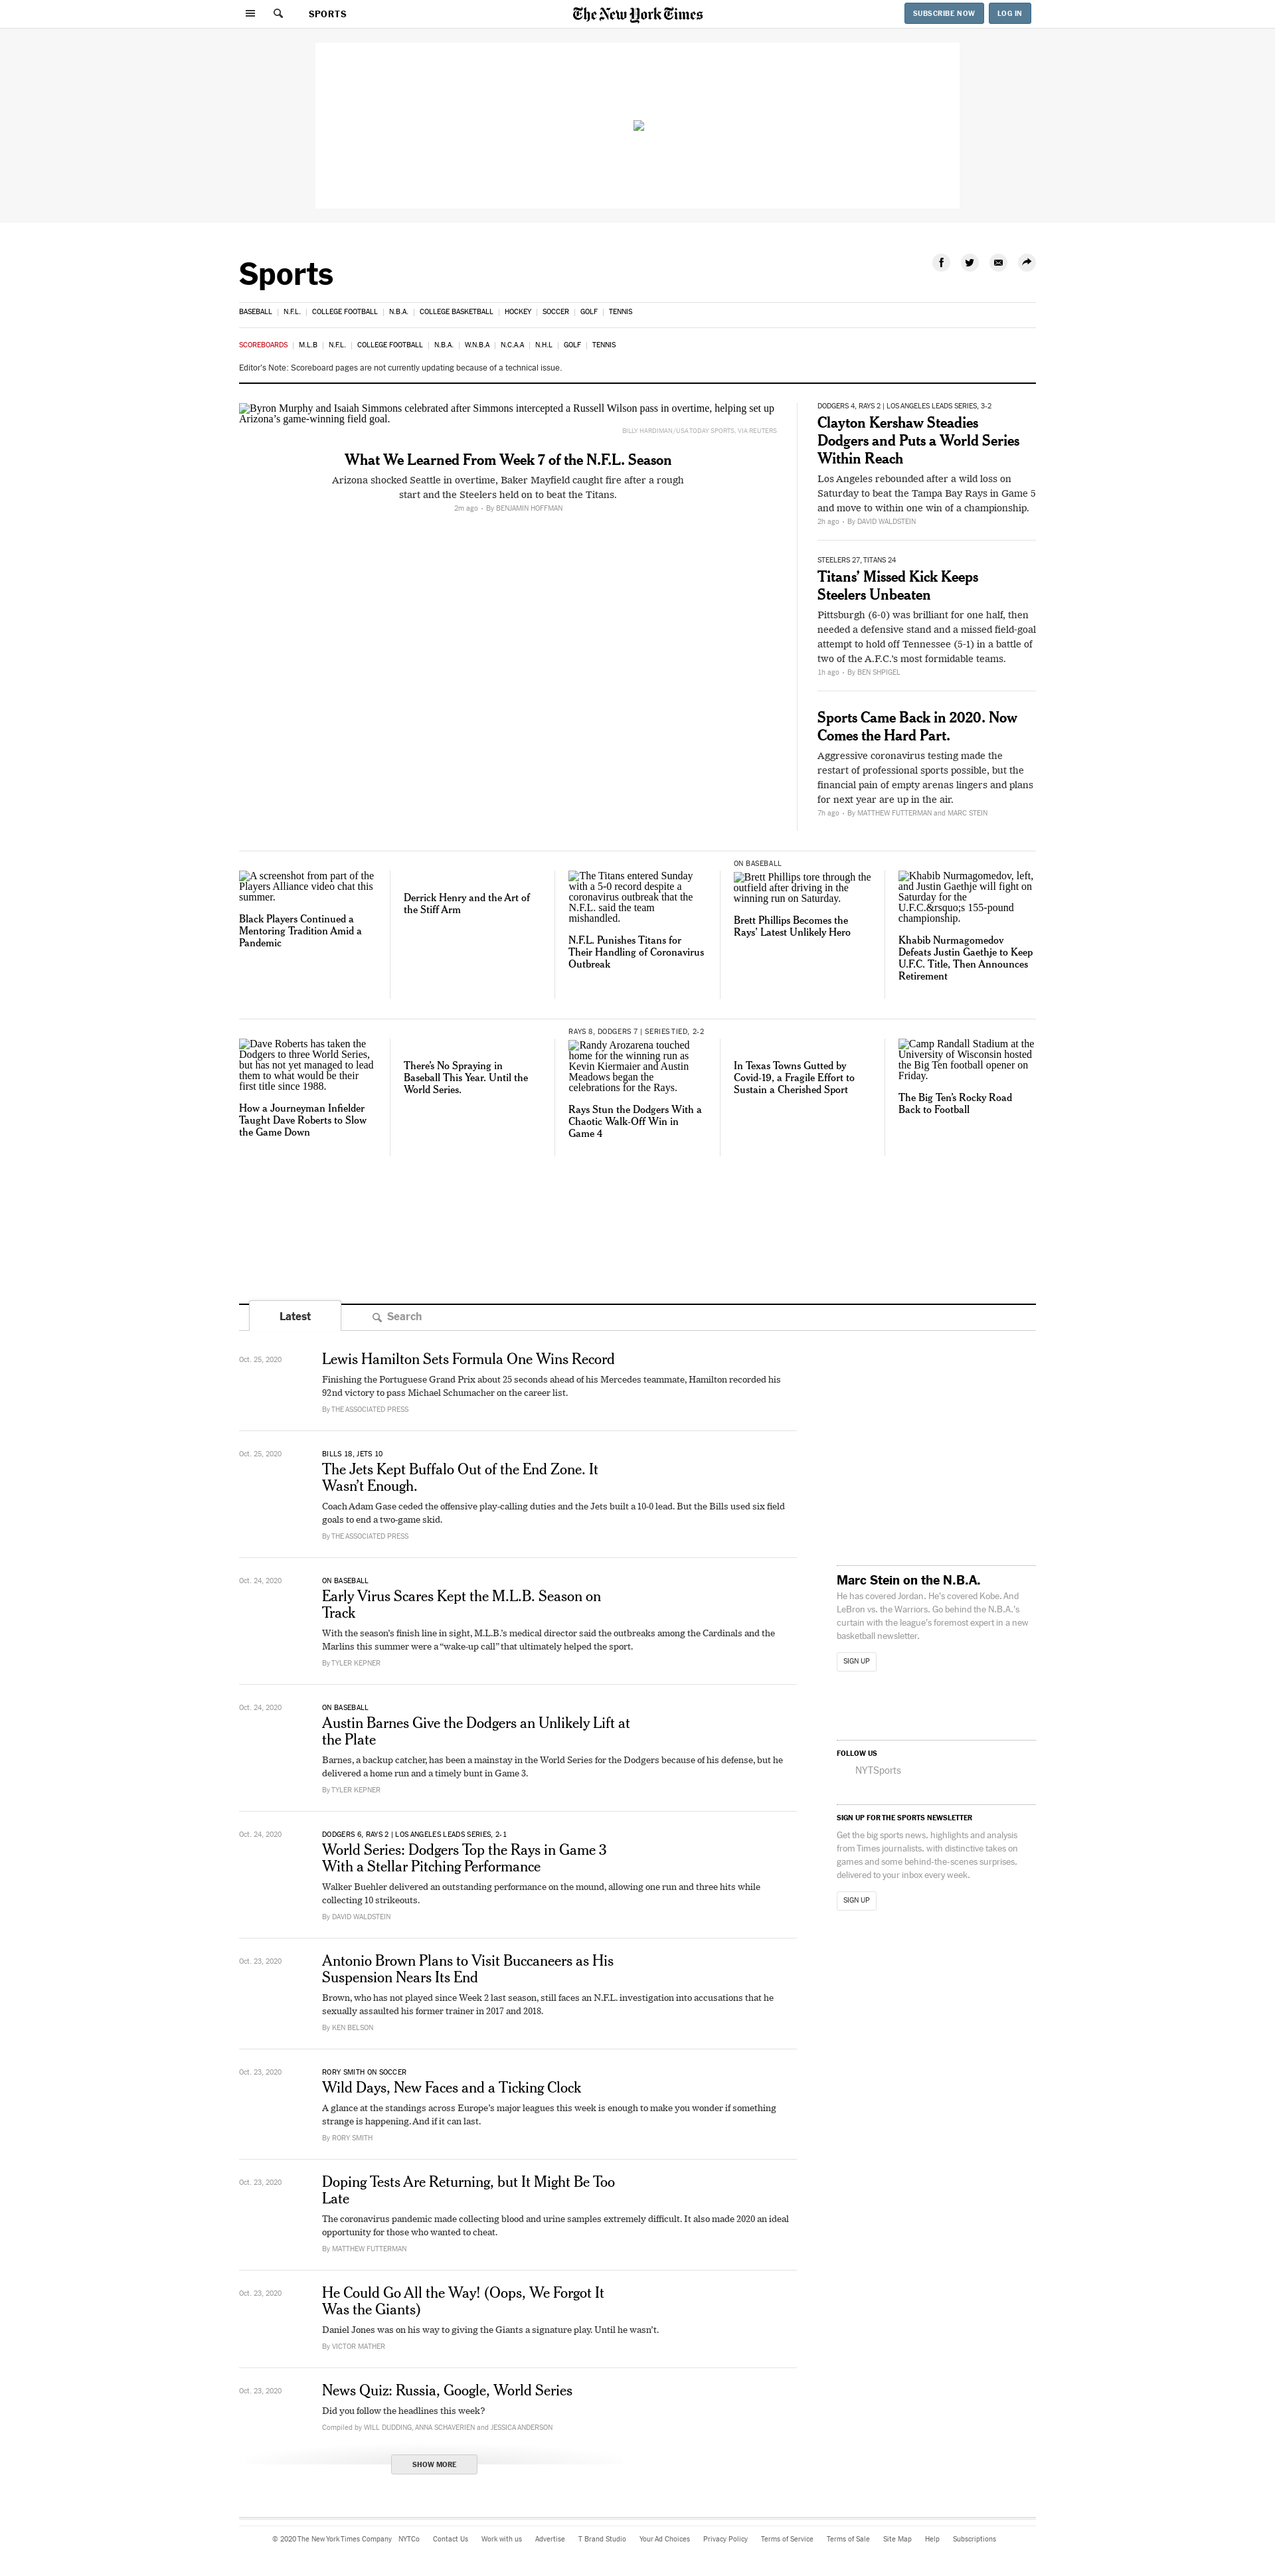 SPORTS
The New York Times
SUBSCRIBE NOW
LOG IN
Sports
BASEBALL | N.F.L. | COLLEGE FOOTBALL | N.B.A. | COLLEGE BASKETBALL | HOCKEY | SOCCER | GOLF | TENNIS
SCOREBOARDS | M.L.B | N.F.L. | COLLEGE FOOTBALL | N.B.A. | W.N.B.A | N.C.A.A | N.H.L | GOLF | TENNIS
Editor's Note: Scoreboard pages are not currently updating because of a technical issue.
Byron Murphy and Isaiah Simmons celebrated after Simmons intercepted a Russell Wilson pass in overtime, helping set up
Arizona's game-winning field goal.
BILLY HARDIMAN/USA TODAY SPORTS, VIA REUTERS
What We Learned From Week 7 of the N.F.L. Season
Arizona shocked Seattle in overtime, Baker Mayfield caught fire after a rough
start and the Steelers held on to beat the Titans.
2m ago • By BENJAMIN HOFFMAN
DODGERS 4, RAYS 2 | LOS ANGELES LEADS SERIES, 3-2
Clayton Kershaw Steadies
Dodgers and Puts a World Series
Within Reach
Los Angeles rebounded after a wild loss on
Saturday to beat the Tampa Bay Rays in Game 5
and move to within one win of a championship.
2h ago • By DAVID WALDSTEIN
STEELERS 27, TITANS 24
Titans’ Missed Kick Keeps
Steelers Unbeaten
Pittsburgh (6-0) was brilliant for one half, then
needed a defensive stand and a missed field-goal
attempt to hold off Tennessee (5-1) in a battle of
two of the A.F.C.’s most formidable teams.
1h ago • By BEN SHPIGEL
Sports Came Back in 2020. Now
Comes the Hard Part.
Aggressive coronavirus testing made the
restart of professional sports possible, but the
financial pain of empty arenas lingers and plans
for next year are up in the air.
7h ago • By MATTHEW FUTTERMAN and MARC STEIN
A screenshot from part of the
Players Alliance video chat this
summer.
Black Players Continued a
Mentoring Tradition Amid a
Pandemic
Derrick Henry and the Art of
the Stiff Arm
The Titans entered Sunday
with a 5-0 record despite a
coronavirus outbreak that the
N.F.L. said the team
mishandled.
N.F.L. Punishes Titans for
Their Handling of Coronavirus
Outbreak
ON BASEBALL
Brett Phillips tore through the
outfield after driving in the
winning run on Saturday.
Brett Phillips Becomes the
Rays’ Latest Unlikely Hero
Khabib Nurmagomedov, left,
and Justin Gaethje will fight on
Saturday for the
U.F.C.&rsquo;s 155-pound
championship.
Khabib Nurmagomedov
Defeats Justin Gaethje to Keep
U.F.C. Title, Then Announces
Retirement
Dave Roberts has taken the
Dodgers to three World Series,
but has not yet managed to lead
them to what would be their
first title since 1988.
How a Journeyman Infielder
Taught Dave Roberts to Slow
the Game Down
There’s No Spraying in
Baseball This Year. Until the
World Series.
RAYS 8, DODGERS 7 | SERIES TIED, 2-2
Randy Arozarena touched
home for the winning run as
Kevin Kiermaier and Austin
Meadows began the
celebrations for the Rays.
Rays Stun the Dodgers With a
Chaotic Walk-Off Win in
Game 4
In Texas Towns Gutted by
Covid-19, a Fragile Effort to
Sustain a Cherished Sport
Camp Randall Stadium at the
University of Wisconsin hosted
the Big Ten football opener on
Friday.
The Big Ten’s Rocky Road
Back to Football
Latest
Search
Oct. 25, 2020
Lewis Hamilton Sets Formula One Wins Record
Finishing the Portuguese Grand Prix about 25 seconds ahead of his Mercedes teammate, Hamilton recorded his
92nd victory to pass Michael Schumacher on the career list.
By THE ASSOCIATED PRESS
Oct. 25, 2020
BILLS 18, JETS 10
The Jets Kept Buffalo Out of the End Zone. It
Wasn’t Enough.
Coach Adam Gase ceded the offensive play-calling duties and the Jets built a 10-0 lead. But the Bills used six field
goals to end a two-game skid.
By THE ASSOCIATED PRESS
Oct. 24, 2020
ON BASEBALL
Early Virus Scares Kept the M.L.B. Season on
Track
With the season’s finish line in sight, M.L.B.’s medical director said the outbreaks among the Cardinals and the
Marlins this summer were a “wake-up call” that ultimately helped the sport.
By TYLER KEPNER
Oct. 24, 2020
ON BASEBALL
Austin Barnes Give the Dodgers an Unlikely Lift at
the Plate
Barnes, a backup catcher, has been a mainstay in the World Series for the Dodgers because of his defense, but he
delivered a home run and a timely bunt in Game 3.
By TYLER KEPNER
Oct. 24, 2020
DODGERS 6, RAYS 2 | LOS ANGELES LEADS SERIES, 2-1
World Series: Dodgers Top the Rays in Game 3
With a Stellar Pitching Performance
Walker Buehler delivered an outstanding performance on the mound, allowing one run and three hits while
collecting 10 strikeouts.
By DAVID WALDSTEIN
Oct. 23, 2020
Antonio Brown Plans to Visit Buccaneers as His
Suspension Nears Its End
Brown, who has not played since Week 2 last season, still faces an N.F.L. investigation into accusations that he
sexually assaulted his former trainer in 2017 and 2018.
By KEN BELSON
Oct. 23, 2020
RORY SMITH ON SOCCER
Wild Days, New Faces and a Ticking Clock
A glance at the standings across Europe’s major leagues this week is enough to make you wonder if something
strange is happening. And if it can last.
By RORY SMITH
Oct. 23, 2020
Doping Tests Are Returning, but It Might Be Too
Late
The coronavirus pandemic made collecting blood and urine samples extremely difficult. It also made 2020 an ideal
opportunity for those who wanted to cheat.
By MATTHEW FUTTERMAN
Oct. 23, 2020
He Could Go All the Way! (Oops, We Forgot It
Was the Giants)
Daniel Jones was on his way to giving the Giants a signature play. Until he wasn’t.
By VICTOR MATHER
Oct. 23, 2020
News Quiz: Russia, Google, World Series
Did you follow the headlines this week?
Compiled by WILL DUDDING, ANNA SCHAVERIEN and JESSICA ANDERSON
SHOW MORE
Marc Stein on the N.B.A.
He has covered Jordan. He's covered Kobe. And
LeBron vs. the Warriors. Go behind the N.B.A.'s
curtain with the league's foremost expert in a new
basketball newsletter.
SIGN UP
FOLLOW US
NYTSports
SIGN UP FOR THE SPORTS NEWSLETTER
Get the big sports news, highlights and analysis
from Times journalists, with distinctive takes on
games and some behind-the-scenes surprises,
delivered to your inbox every week.
SIGN UP
© 2020 The New York Times Company NYTCo Contact Us Work with us Advertise T Brand Studio Your Ad Choices Privacy Policy Terms of Service Terms of Sale Site Map Help Subscriptions